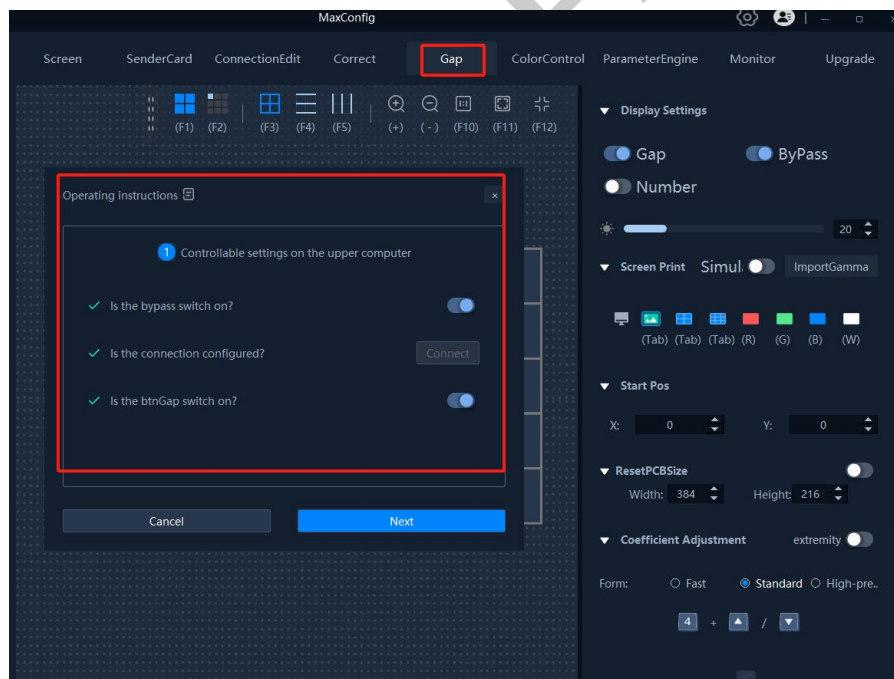 MaxConfig
Screen SenderCard ConnectionEdit Correct Gap ColorControl ParameterEngine Monitor Upgrade
(F1) (F2) (F3) (F4) (F5) (+) (-) (F10) (F11) (F12)
Display Settings
Gap ByPass
Number
20
Operating instructions
1 Controllable settings on the upper computer
Is the bypass switch on?
Is the connection configured? Connect
Is the btnGap switch on?
Cancel Next
Screen Print Simul. ImportGamma
(Tab) (Tab) (Tab) (R) (G) (B) (W)
Start Pos
X: 0 Y: 0
ResetPCBSize
Width: 384 Height: 216
Coefficient Adjustment extremity
Form: Fast Standard High-pre..
4 + ▲ / ▼